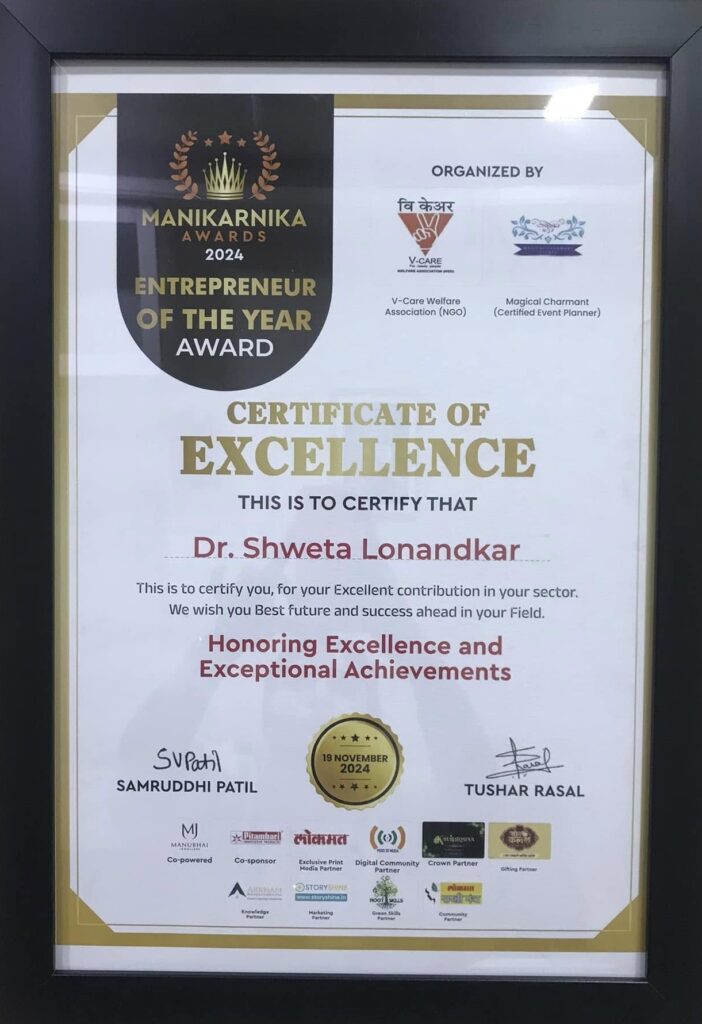 MANIKARNIKA
AWARDS
2024
ENTREPRENEUR
OF THE YEAR
AWARD
ORGANIZED BY
वि केअर
V-CARE
WELFARE ASSOCIATION
V-Care Welfare
Association (NGO)
Magical Charmant
(Certified Event Planner)
CERTIFICATE OF
EXCELLENCE
THIS IS TO CERTIFY THAT
Dr. Shweta Lonandkar
This is to certify you, for your Excellent contribution in your sector.
We wish you Best future and success ahead in your Field.
Honoring Excellence and
Exceptional Achievements
SVPatil
SAMRUDDHI PATIL
19 NOVEMBER
2024
TUSHAR RASAL
MJ
MANUBHAI
Co-powered
Pitambari
Co-sponsor
लोकमत
Exclusive Print
Media Partner
Digital Community
Partner
Crown Partner
Gifting Partner
Knowledge
Partner
STORYSHINE
www.storyshine.in
Marketing
Partner
ROOT SKILLS
Green Skills
Partner
लोकमत
Community
Partner